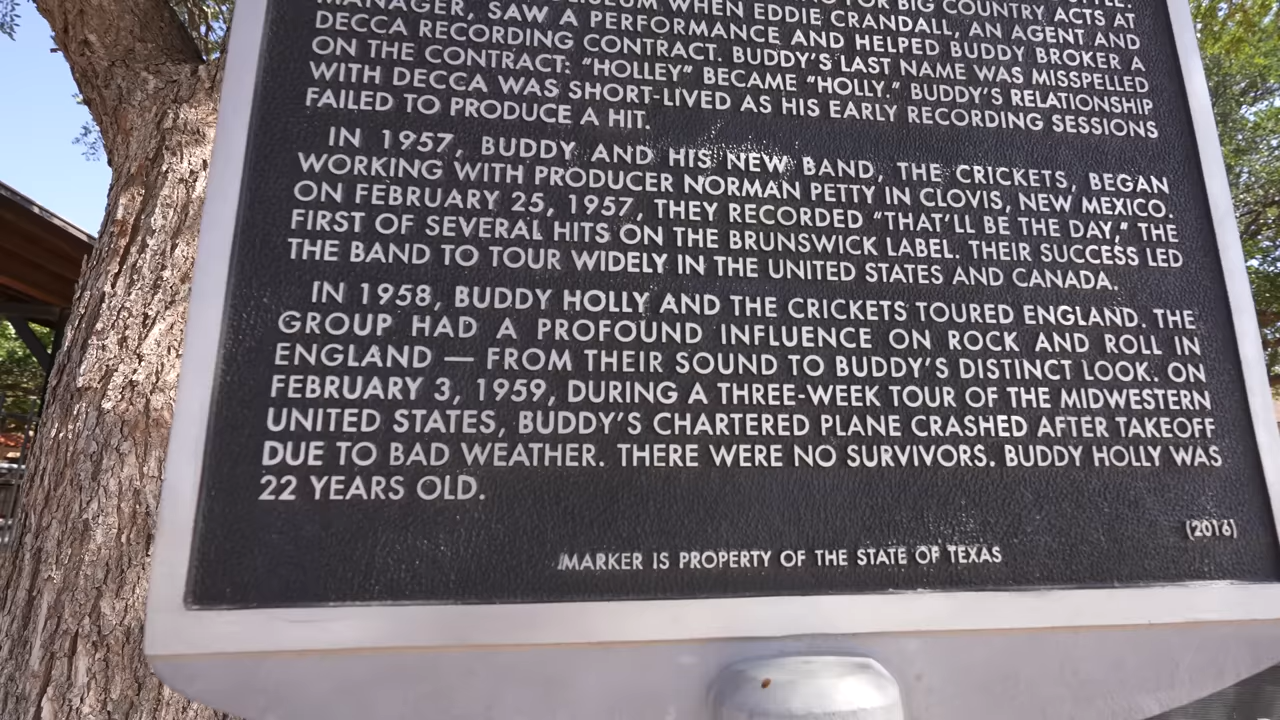 COLISEUM WHEN EDDIE CRANDALL, AN AGENT AND
MANAGER, SAW A PERFORMANCE AND HELPED BUDDY BROKER A
DECCA RECORDING CONTRACT. BUDDY'S LAST NAME WAS MISSPELLED
ON THE CONTRACT: "HOLLEY" BECAME "HOLLY." BUDDY'S RELATIONSHIP
WITH DECCA WAS SHORT-LIVED AS HIS EARLY RECORDING SESSIONS
FAILED TO PRODUCE A HIT.
IN 1957, BUDDY AND HIS NEW BAND, THE CRICKETS, BEGAN
WORKING WITH PRODUCER NORMAN PETTY IN CLOVIS, NEW MEXICO.
ON FEBRUARY 25, 1957, THEY RECORDED "THAT'LL BE THE DAY," THE
FIRST OF SEVERAL HITS ON THE BRUNSWICK LABEL. THEIR SUCCESS LED
THE BAND TO TOUR WIDELY IN THE UNITED STATES AND CANADA.
IN 1958, BUDDY HOLLY AND THE CRICKETS TOURED ENGLAND. THE
GROUP HAD A PROFOUND INFLUENCE ON ROCK AND ROLL IN
ENGLAND — FROM THEIR SOUND TO BUDDY'S DISTINCT LOOK. ON
FEBRUARY 3, 1959, DURING A THREE-WEEK TOUR OF THE MIDWESTERN
UNITED STATES, BUDDY'S CHARTERED PLANE CRASHED AFTER TAKEOFF
DUE TO BAD WEATHER. THERE WERE NO SURVIVORS. BUDDY HOLLY WAS
22 YEARS OLD.
(2016)
MARKER IS PROPERTY OF THE STATE OF TEXAS